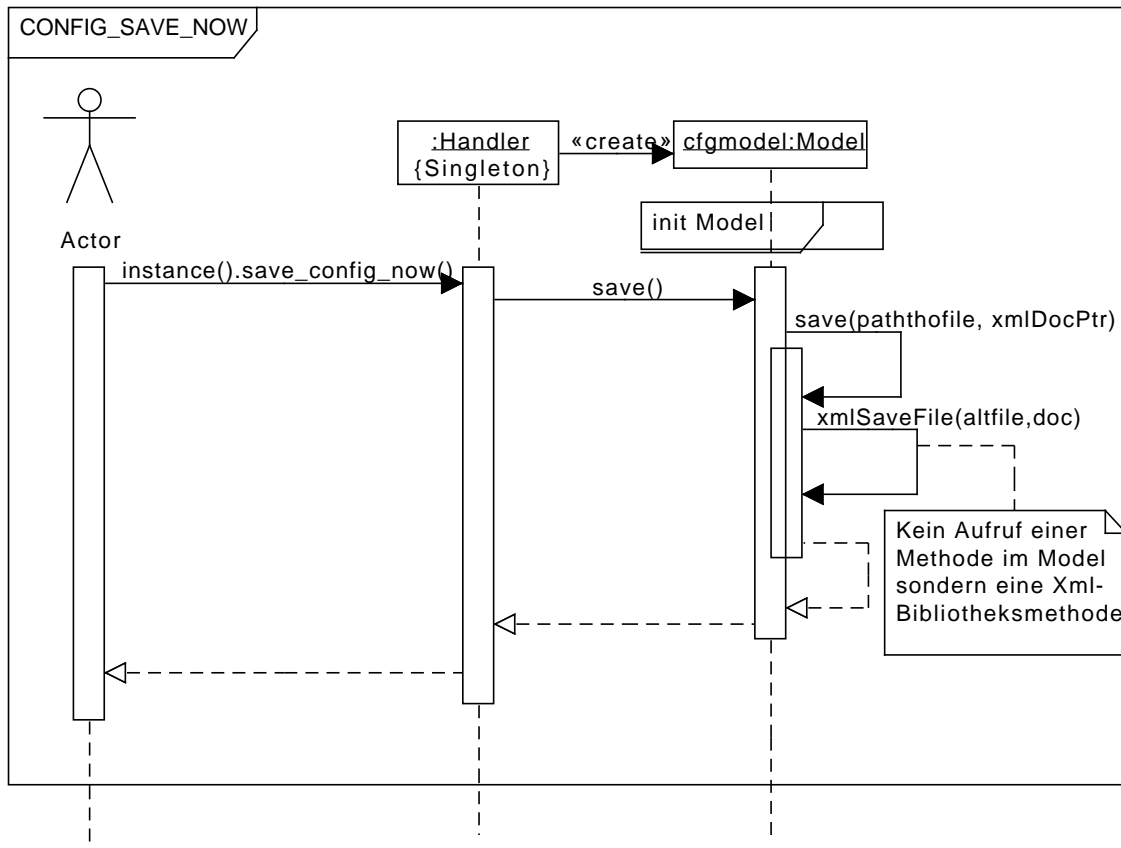 CONFIG_SAVE_NOW
:Handler
{Singleton}
«create»
cfgmodel:Model
init Model
Actor
instance().save_config_now()
save()
save(paththofile, xmlDocPtr)
xmlSaveFile(altfile,doc)
Kein Aufruf einer
Methode im Model
sondern eine Xml-
Bibliotheksmethode